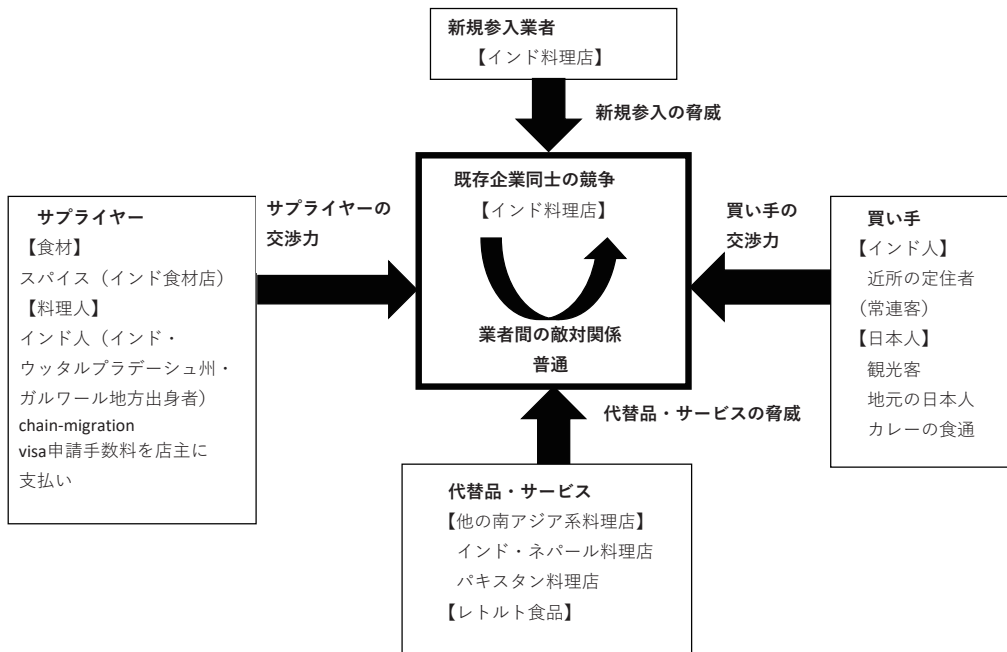 新規参入業者
【インド料理店】
新規参入の脅威
既存企業同士の競争
【インド料理店】
業者間の敵対関係
普通
サプライヤー
【食材】
スパイス（インド食材店）
【料理人】
インド人（インド・
ウッタルプラデーシュ州・
ガルワール地方出身者）
chain-migration
visa申請手数料を店主に
支払い
サプライヤーの
交渉力
買い手の
交渉力
買い手
【インド人】
近所の定住者
（常連客）
【日本人】
観光客
地元の日本人
カレーの食通
代替品・サービスの脅威
代替品・サービス
【他の南アジア系料理店】
インド・ネパール料理店
パキスタン料理店
【レトルト食品】